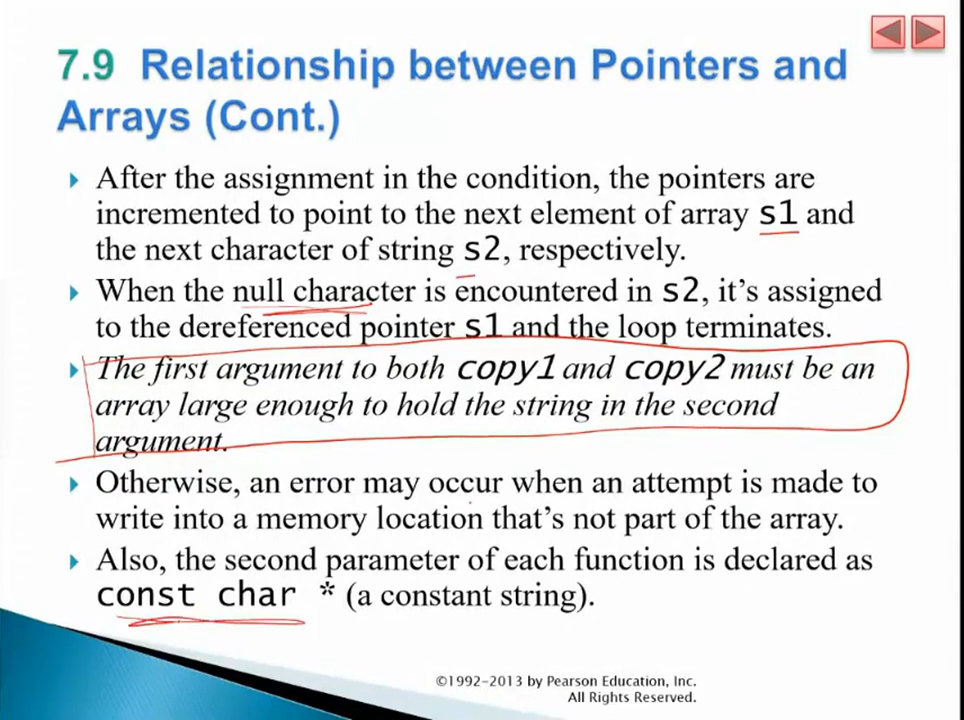 7.9 Relationship between Pointers and
Arrays (Cont.)
After the assignment in the condition, the pointers are
incremented to point to the next element of array s1 and
the next character of string s2, respectively.
When the null character is encountered in s2, it’s assigned
to the dereferenced pointer s1 and the loop terminates.
The first argument to both copy1 and copy2 must be an
array large enough to hold the string in the second
argument.
Otherwise, an error may occur when an attempt is made to
write into a memory location that’s not part of the array.
Also, the second parameter of each function is declared as
const char * (a constant string).
©1992-2013 by Pearson Education, Inc.
All Rights Reserved.